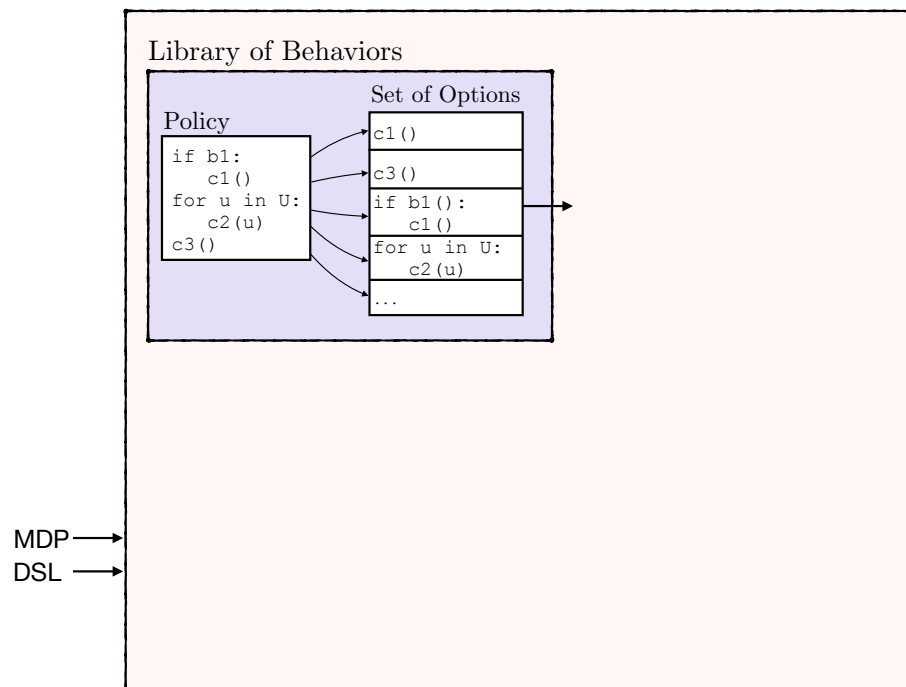 Library of Behaviors
Set of Options
Policy
if b1:
c1()
for u in U:
c2(u)
c3()
c1()
c3()
if b1():
c1()
for u in U:
c2(u)
...
MDP
DSL